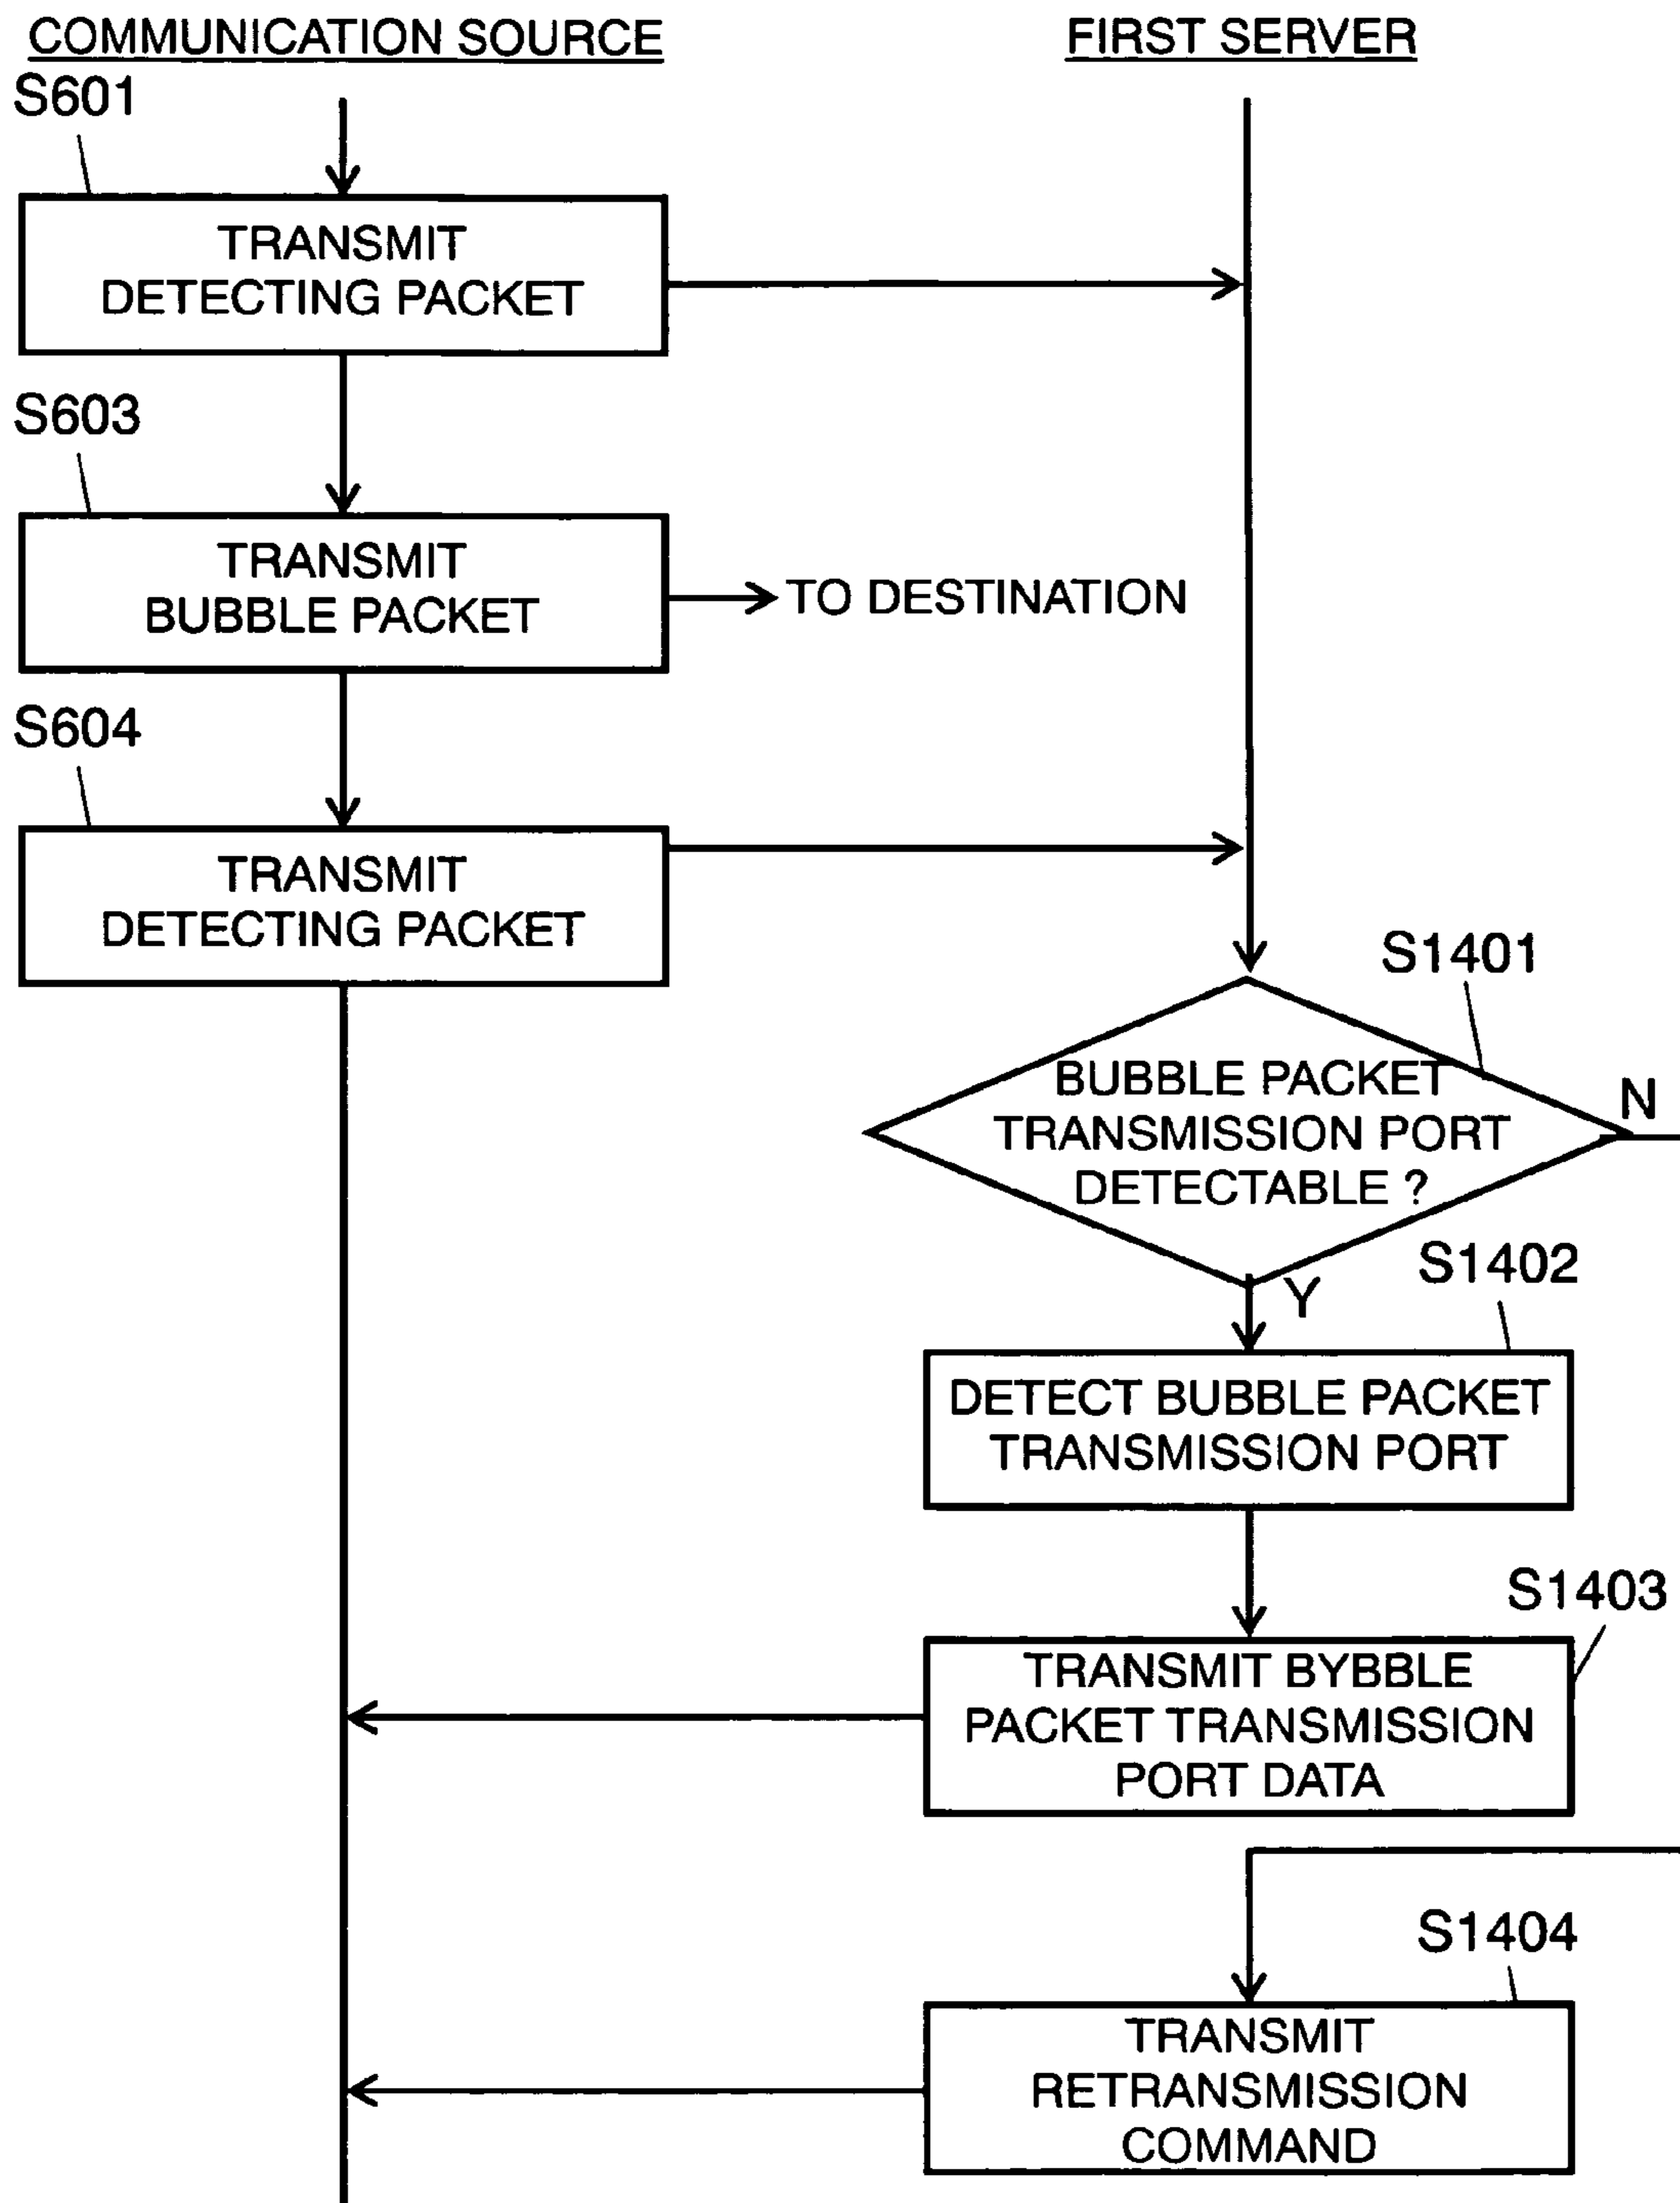 COMMUNICATION SOURCE
FIRST SERVER
S601
TRANSMIT
DETECTING PACKET
S603
TRANSMIT
BUBBLE PACKET
TO DESTINATION
S604
TRANSMIT
DETECTING PACKET
S1401
BUBBLE PACKET
TRANSMISSION PORT
DETECTABLE ?
N
Y
S1402
DETECT BUBBLE PACKET
TRANSMISSION PORT
S1403
TRANSMIT BYBBLE
PACKET TRANSMISSION
PORT DATA
S1404
TRANSMIT
RETRANSMISSION
COMMAND